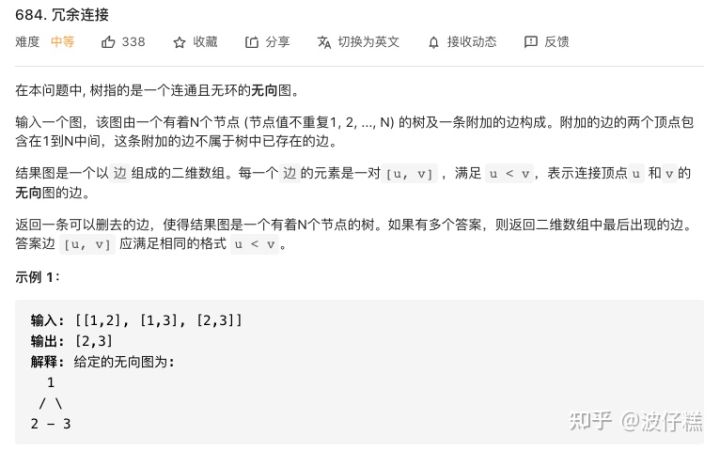 684. 冗余连接
难度 中等 338 收藏 分享 切换为英文 接收动态 反馈
在本问题中, 树指的是一个连通且无环的无向图。
输入一个图，该图由一个有着N个节点 (节点值不重复1, 2, ..., N) 的树及一条附加的边构成。附加的边的两个顶点包
含在1到N中间，这条附加的边不属于树中已存在的边。
结果图是一个以 边 组成的二维数组。每一个 边 的元素是一对 [u, v] ，满足 u < v，表示连接顶点 u 和 v 的
无向图的边。
返回一条可以删去的边，使得结果图是一个有着N个节点的树。如果有多个答案，则返回二维数组中最后出现的边。
答案边 [u, v] 应满足相同的格式 u < v。
示例 1：
输入: [[1,2], [1,3], [2,3]]
输出: [2,3]
解释: 给定的无向图为:
1
/ \
2 - 3
知乎 @波仔糕